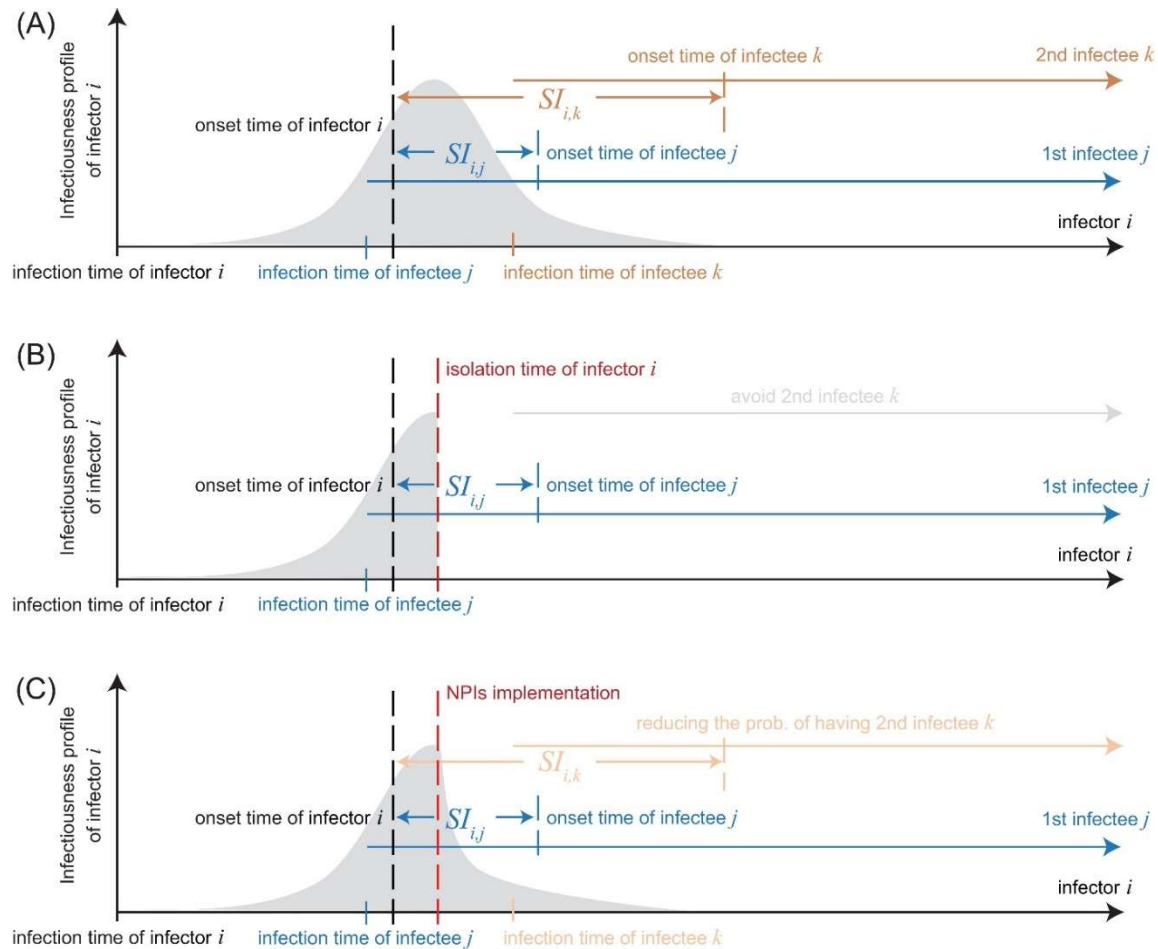 (A)
Infectiousness profile
of infector i
onset time of infectee k
2nd infectee k
SI_{i,k}
onset time of infector i
SI_{i,j}
onset time of infectee j
1st infectee j
infector i
infection time of infector i
infection time of infectee j
infection time of infectee k
(B)
Infectiousness profile
of infector i
isolation time of infector i
avoid 2nd infectee k
onset time of infector i
SI_{i,j}
onset time of infectee j
1st infectee j
infector i
infection time of infector i
infection time of infectee j
(C)
Infectiousness profile
of infector i
NPIs implementation
reducing the prob. of having 2nd infectee k
SI_{i,k}
onset time of infector i
SI_{i,j}
onset time of infectee j
1st infectee j
infector i
infection time of infector i
infection time of infectee j
infection time of infectee k